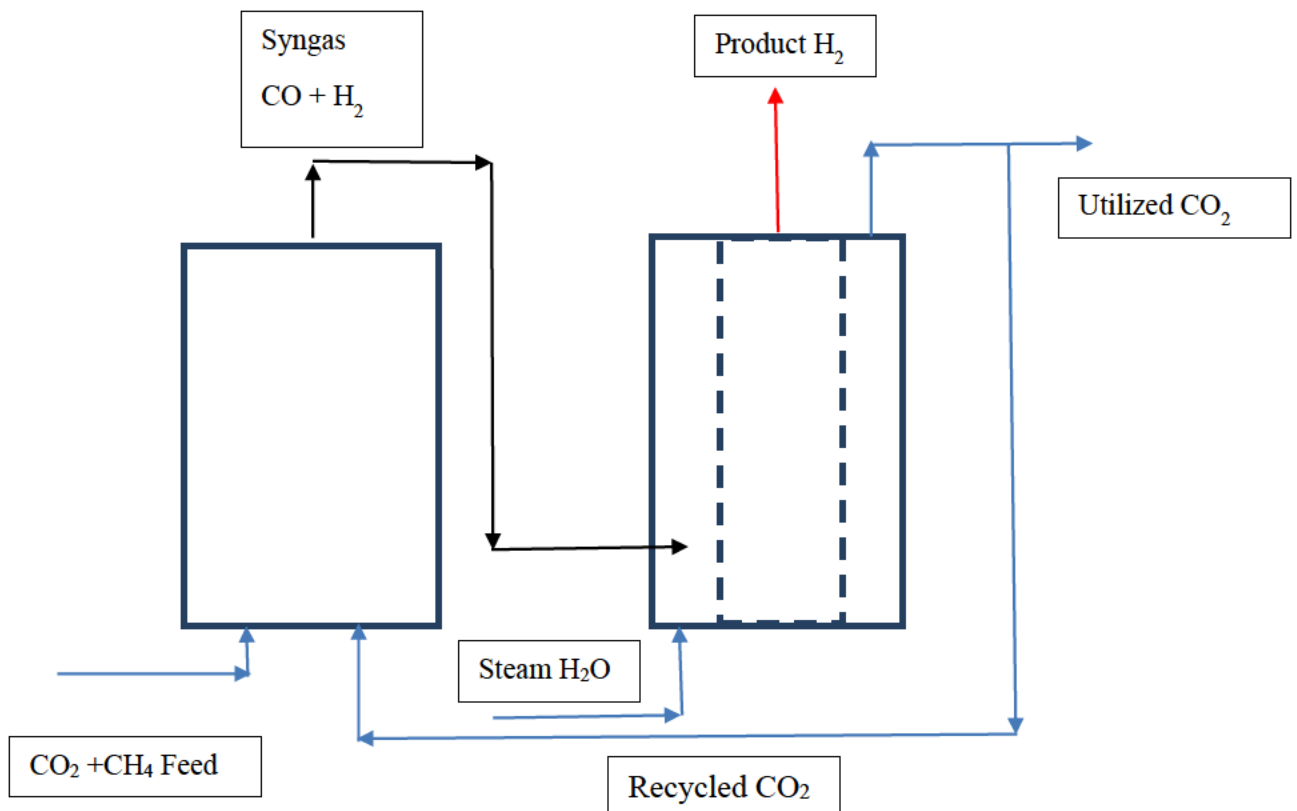 Syngas
CO + H₂
Product H₂
Utilized CO₂
Steam H₂O
CO₂ +CH₄ Feed
Recycled CO₂